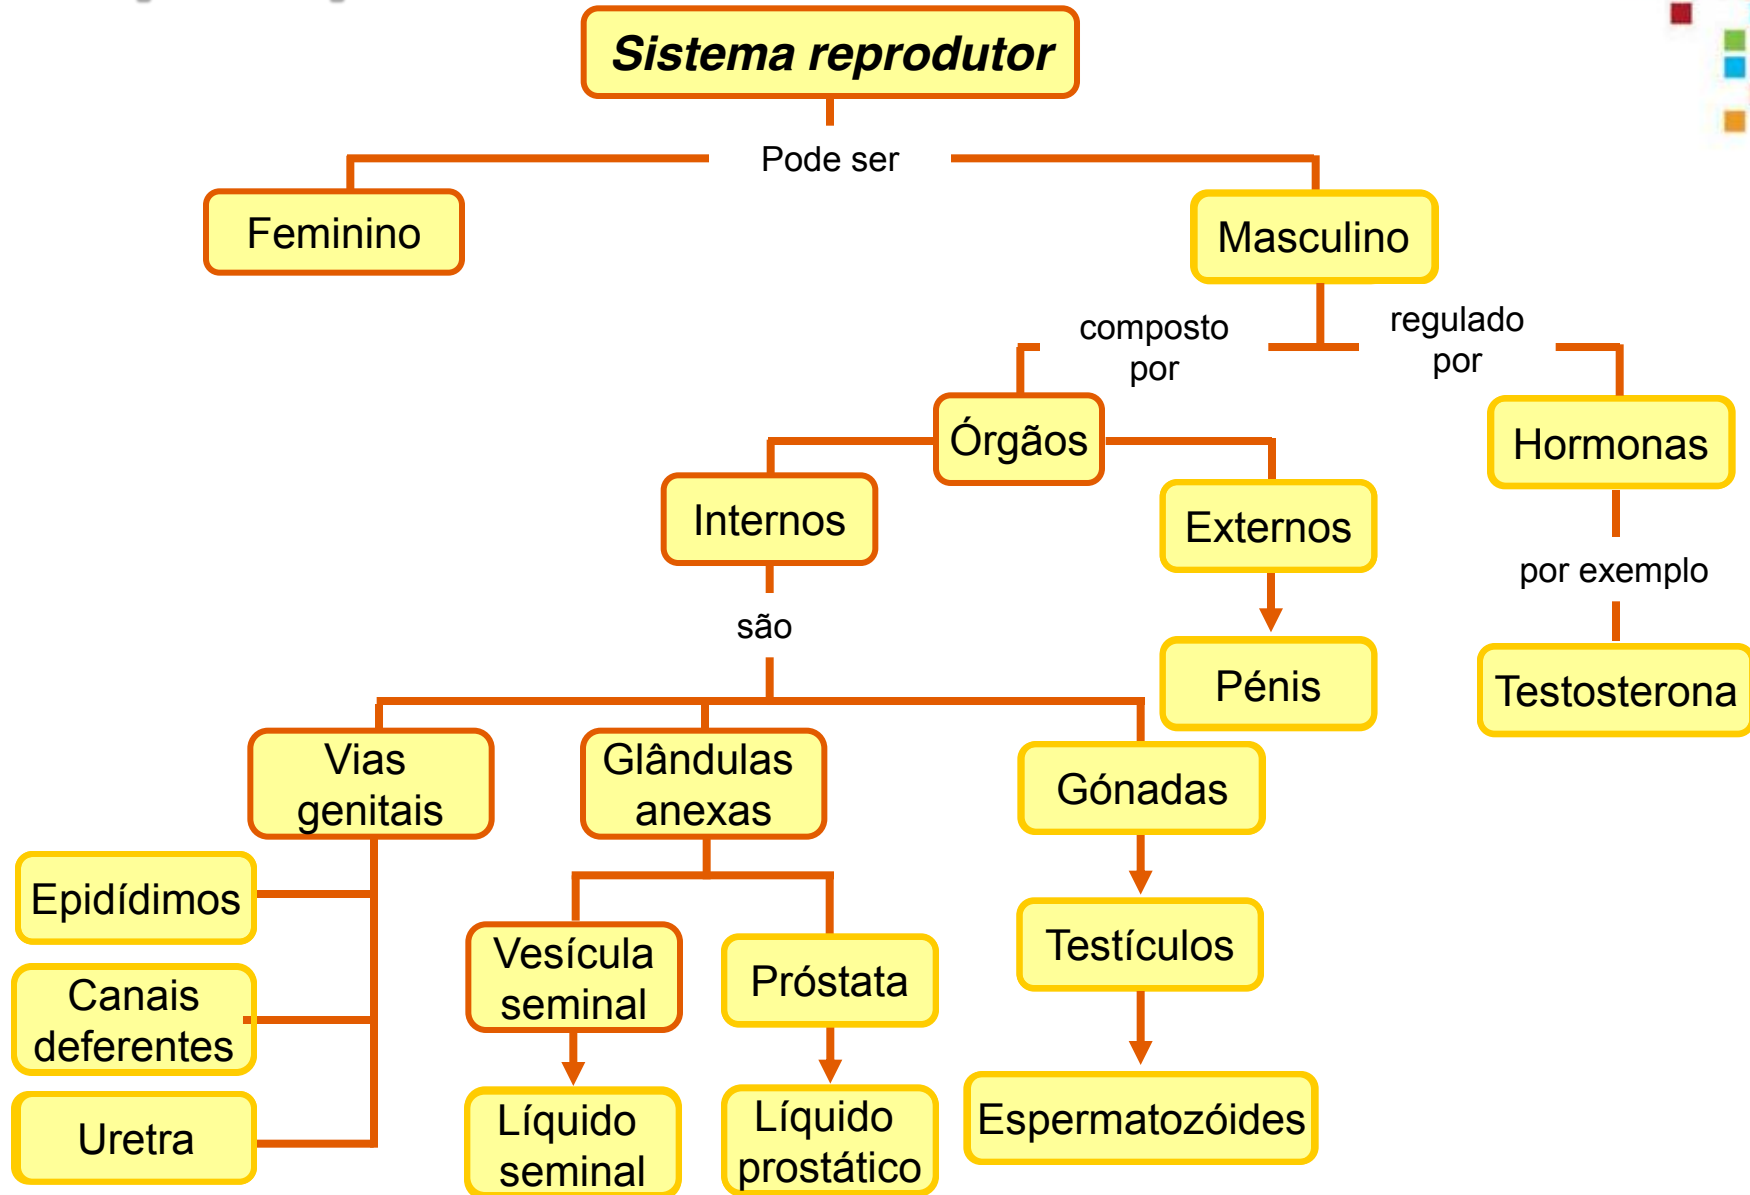 Sistema reprodutor
Pode ser
Feminino
Masculino
composto
por
regulado
por
Órgãos
Hormonas
Internos
Externos
são
por exemplo
Pénis
Testosterona
Vias
genitais
Glândulas
anexas
Gónadas
Epidídimos
Vesícula
seminal
Próstata
Testículos
Canais
deferentes
Líquido
seminal
Líquido
prostático
Espermatozóides
Uretra